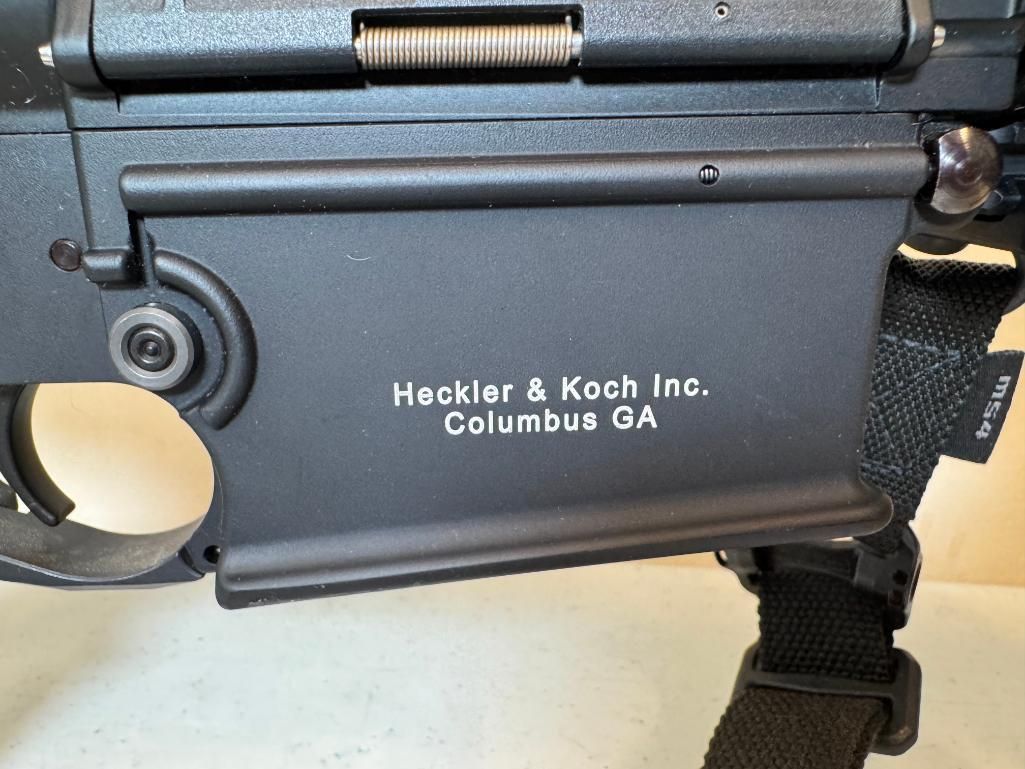 Heckler & Koch Inc.
Columbus GA
ms4